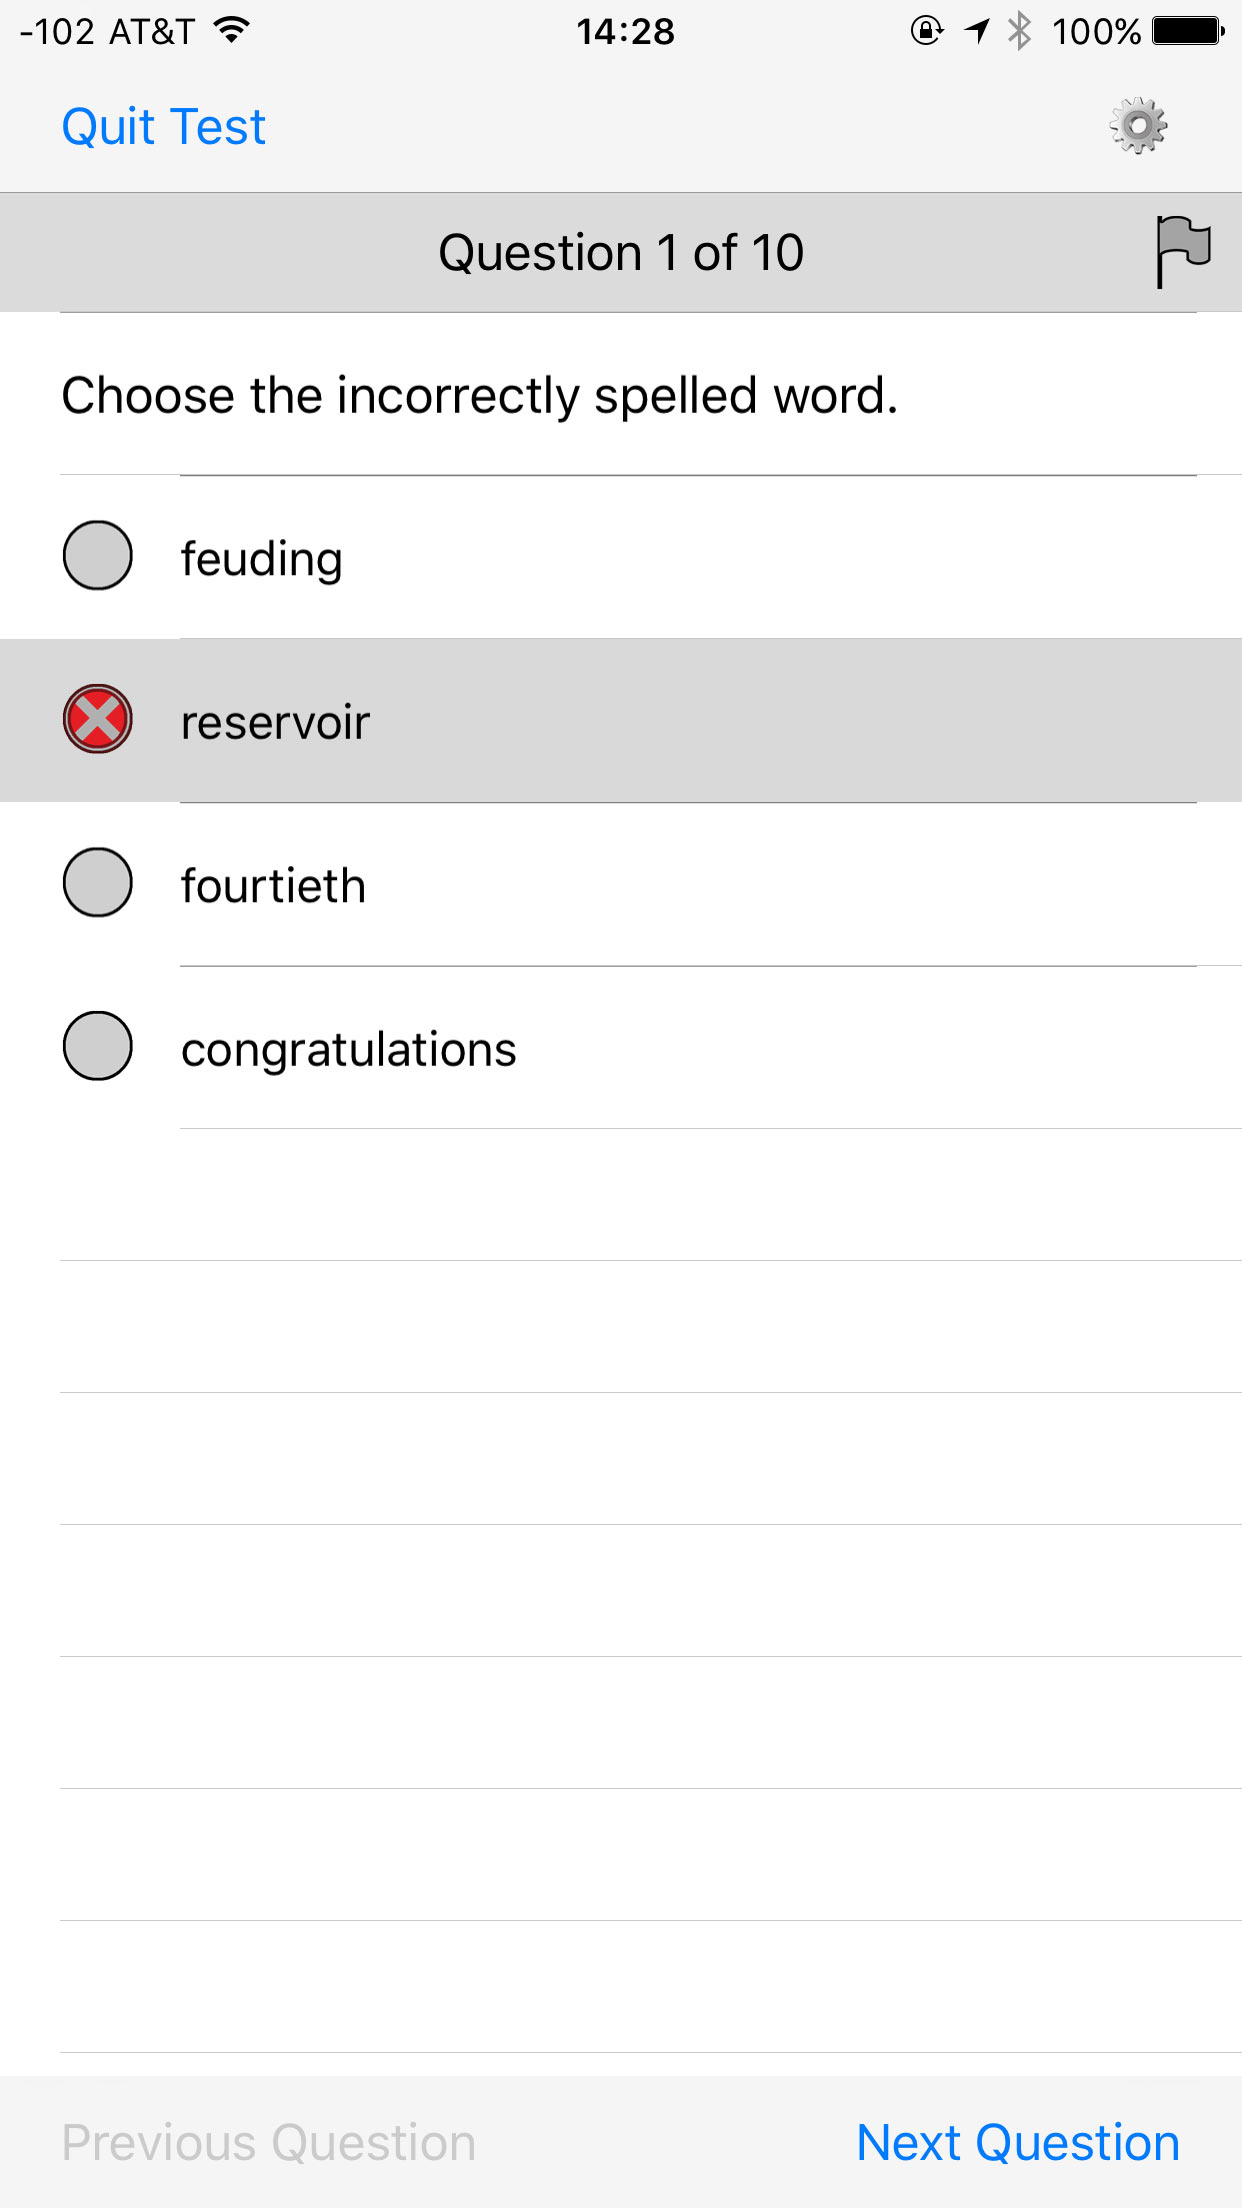 -102 AT&T 14:28 100%
Quit Test
Question 1 of 10
Choose the incorrectly spelled word.
feuding
reservoir
fourtieth
congratulations
Previous Question Next Question